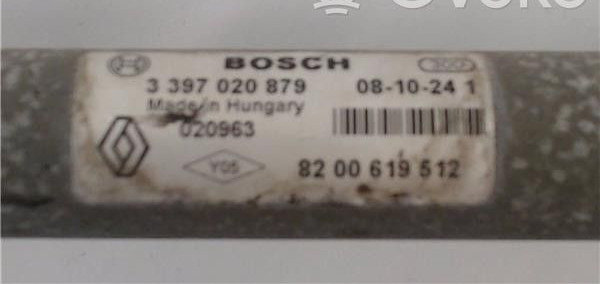 BOSCH
3 397 020 879 08-10-24 1
Made in Hungary
020963
Y05 82 00 619 512